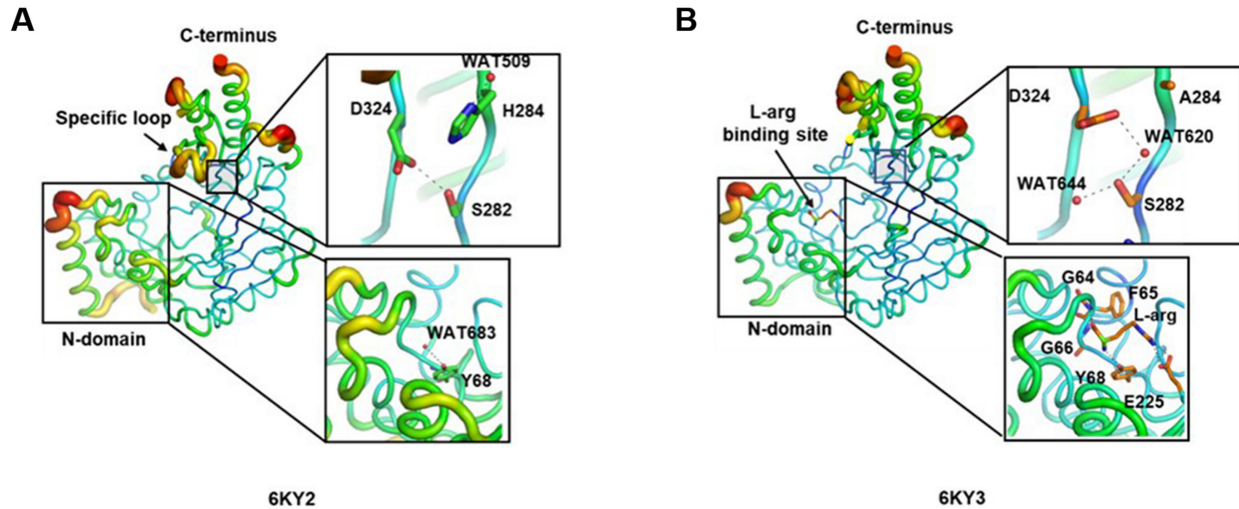 A
C-terminus
Specific loop
N-domain
WAT509
D324
H284
S282
WAT683
Y68
6KY2
B
C-terminus
L-arg
binding site
N-domain
D324
A284
WAT620
WAT644
S282
G64
F65
L-arg
G66
Y68
E225
6KY3